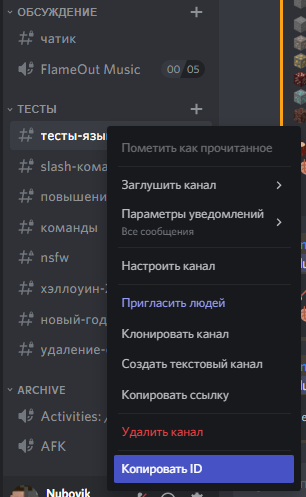 ОБСУЖДЕНИЕ
чатик
FlameOut Music 00 05
ТЕСТЫ
тесты-язы
slash-кома
повышени
команды
nsfw
хэллоуин-2
новый-год
удаление-
ARCHIVE
Activities: /
AFK
Nubovik
Пометить как прочитанное
Заглушить канал
Параметры уведомлений
Все сообщения
Настроить канал
Пригласить людей
Клонировать канал
Создать текстовый канал
Копировать ссылку
Удалить канал
Копировать ID